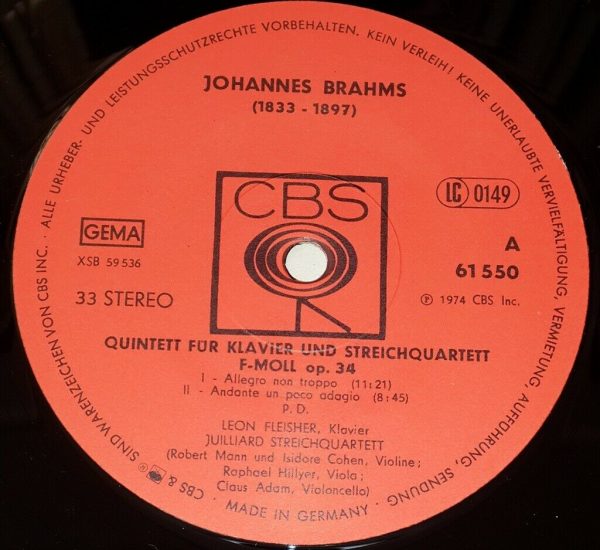 ALLE URHEBER- UND LEISTUNGSSCHUTZRECHTE VORBEHALTEN. KEIN VERLEIH! KEINE UNERLAUBTE VERVIELFÄLTIGUNG, VERMIETUNG, AUFFÜHRUNG, SENDUNG
JOHANNES BRAHMS
(1833 - 1897)
CBS
LC 0149
GEMA
XSB 59 536
33 STEREO
A
61 550
Ⓟ 1974 CBS Inc.
QUINTETT FÜR KLAVIER UND STREICHQUARTETT
F-MOLL op. 34
I - Allegro non troppo (11:21)
II - Andante un poco adagio (8:45)
P.D.
LEON FLEISHER, Klavier
JUILLIARD STREICHQUARTETT
(Robert Mann und Isidore Cohen, Violine;
Raphael Hillyer, Viola;
Claus Adam, Violoncello)
CBS & SIND WARENZEICHEN VON CBS INC. ·
· MADE IN GERMANY ·